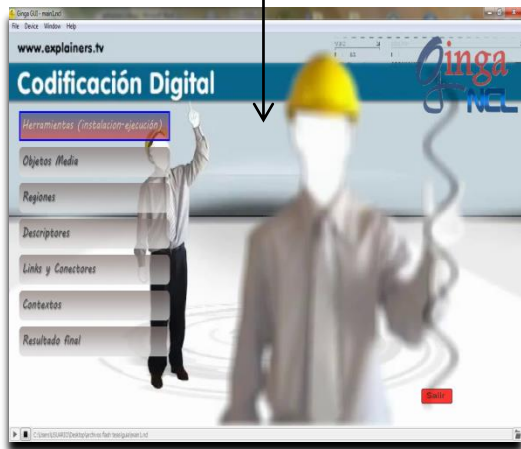 Ginga GUI - main1.ncl
File Device Window Help
www.explainers.tv
Ginga
NCL
Codificación Digital
Herramientas (instalacion-ejecución)
Objetos Media
Regiones
Descriptores
Links y Conectores
Contextos
Resultado final
Salir